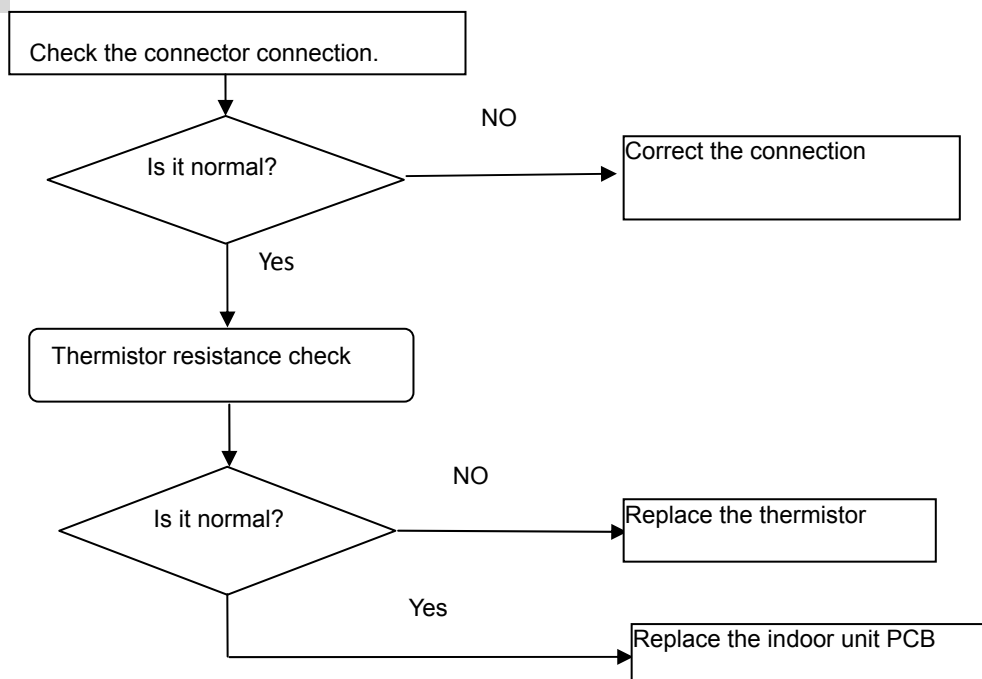 Check the connector connection.
NO
Is it normal?
Correct the connection
Yes
Thermistor resistance check
NO
Is it normal?
Replace the thermistor
Yes
Replace the indoor unit PCB